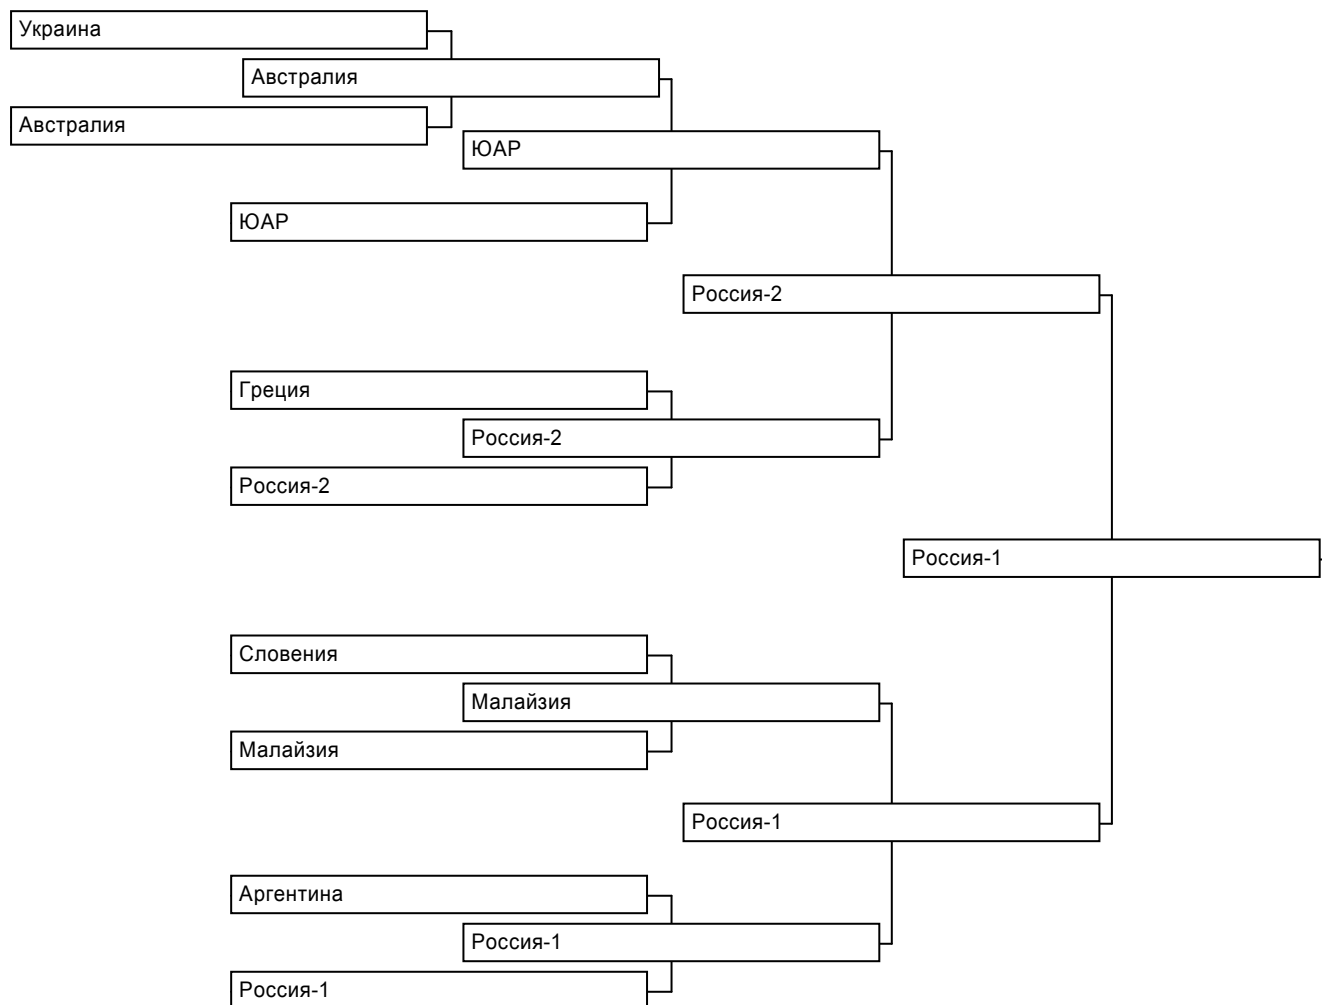 Украина
Австралия
Австралия
ЮАР
ЮАР
Россия-2
Греция
Россия-2
Россия-2
Россия-1
Словения
Малайзия
Малайзия
Россия-1
Аргентина
Россия-1
Россия-1